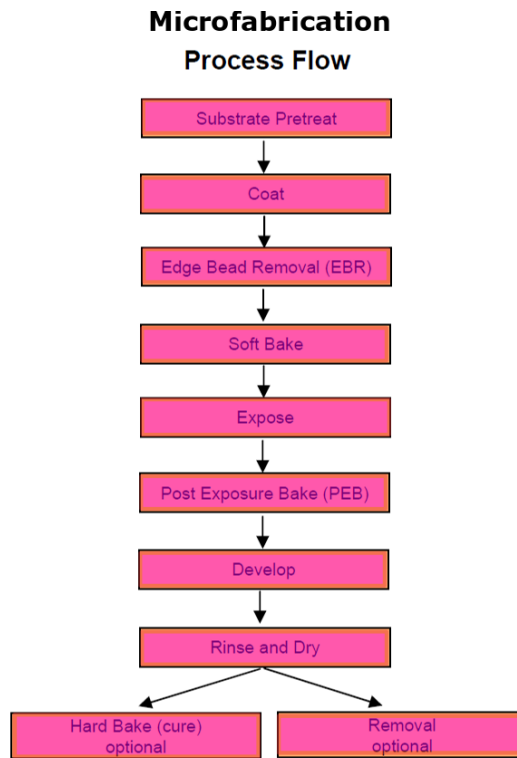 Microfabrication
Process Flow
Substrate Pretreat
Coat
Edge Bead Removal (EBR)
Soft Bake
Expose
Post Exposure Bake (PEB)
Develop
Rinse and Dry
Hard Bake (cure)
optional
Removal
optional